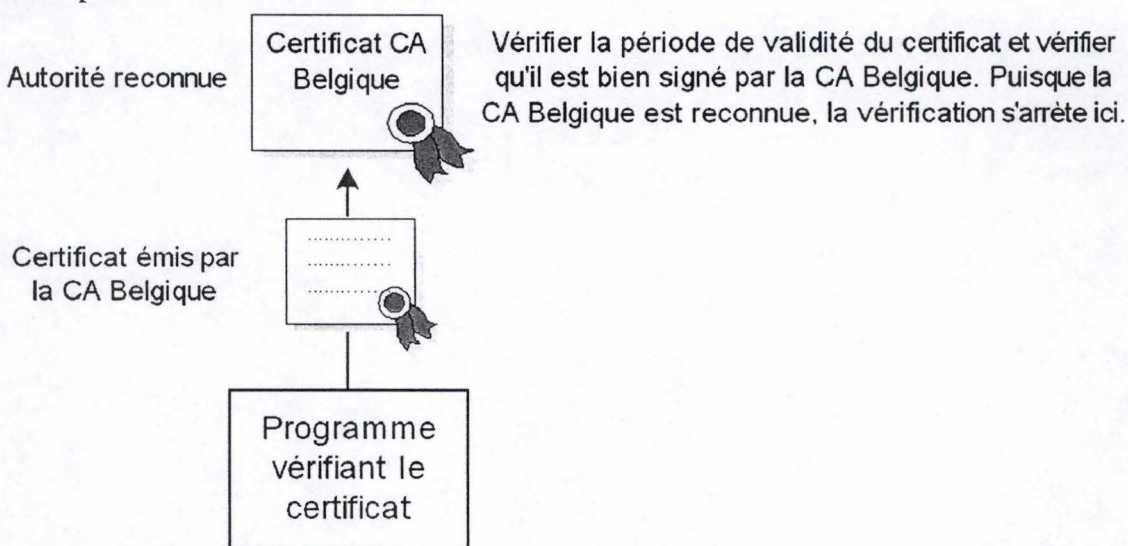 Certificat CA
Belgique
Autorité reconnue
Vérifier la période de validité du certificat et vérifier
qu'il est bien signé par la CA Belgique. Puisque la
CA Belgique est reconnue, la vérification s'arrète ici.
Certificat émis par
la CA Belgique
Programme
vérifiant le
certificat